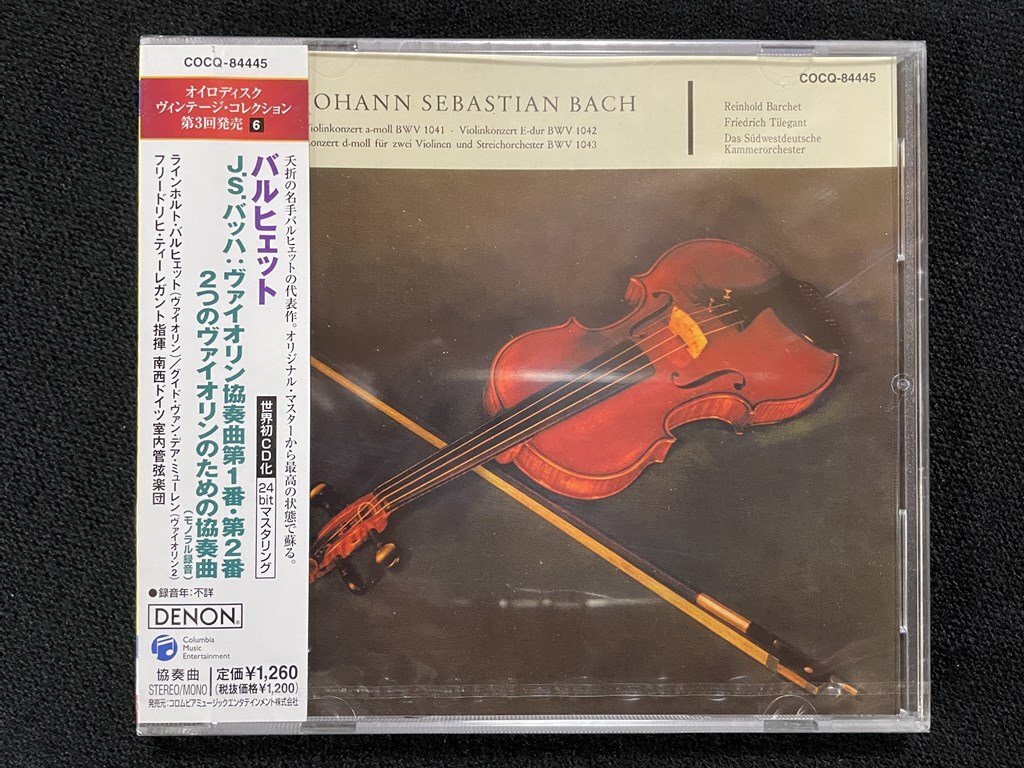 COCQ-84445
オイロディスク
ヴィンテージ・コレクション
第3回発売 6
夭折の名手バルヒェットの代表作。オリジナル・マスターから最高の状態で蘇る。
バルヒェット
世界初CD化
24bitマスタリング
J.S.バッハ:ヴァイオリン協奏曲第1番・第2番
2つのヴァイオリンのための協奏曲
(モノラル録音)
ラインホルト・バルヒェット(ヴァイオリン)/グイド・ヴァン・デア・ミューレン(ヴァイオリン2)
フリードリヒ・ティーレガント指揮 南西ドイツ室内管弦楽団
●録音年:不詳
DENON
Columbia
Music
Entertainment
協奏曲
STEREO/MONO
定価¥1,260
(税抜価格¥1,200)
発売元:コロムビアミュージックエンタテインメント株式会社
COCQ-84445
JOHANN SEBASTIAN BACH
Violinkonzert a-moll BWV 1041 · Violinkonzert E-dur BWV 1042
Konzert d-moll für zwei Violinen und Streichorchester BWV 1043
Reinhold Barchet
Friedrich Tilegant
Das Südwestdeutsche
Kammerorchester